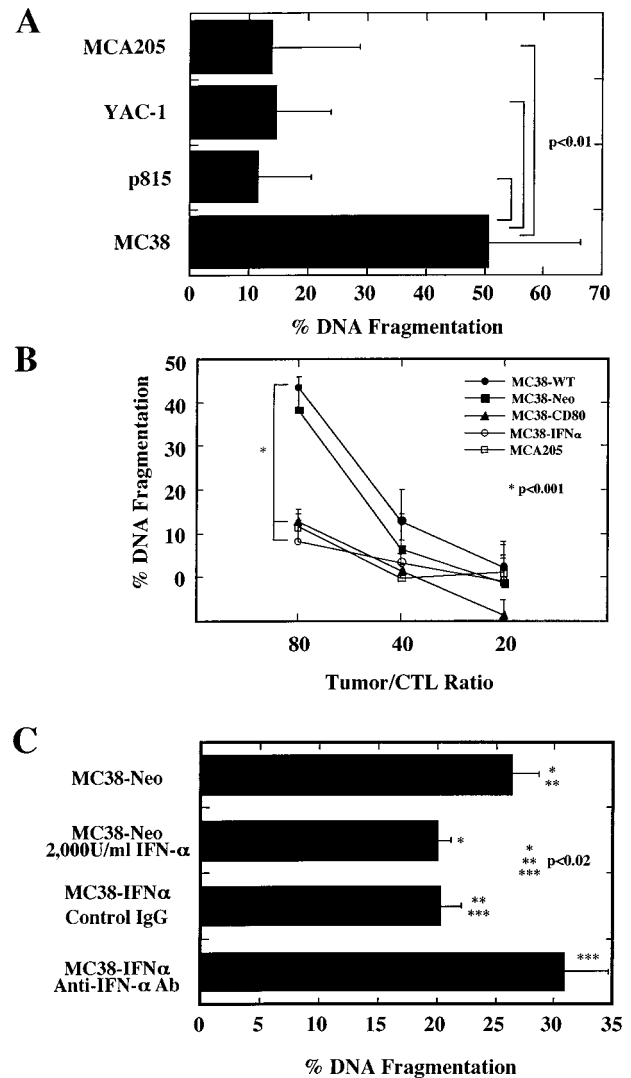 A
MCA205
YAC-1
p815
MC38
p<0.01
0 10 20 30 40 50 60 70
% DNA Fragmentation
B
% DNA Fragmentation
50
40
30
20
10
0
*
MC38-WT
MC38-Neo
MC38-CD80
MC38-IFNα
MCA205
* p<0.001
80 40 20
Tumor/CTL Ratio
C
MC38-Neo
*
**
MC38-Neo
2,000U/ml IFN-α
*
*
**
***
p<0.02
MC38-IFNα
Control IgG
**
***
MC38-IFNα
Anti-IFN-α Ab
***
0 5 10 15 20 25 30 35
% DNA Fragmentation